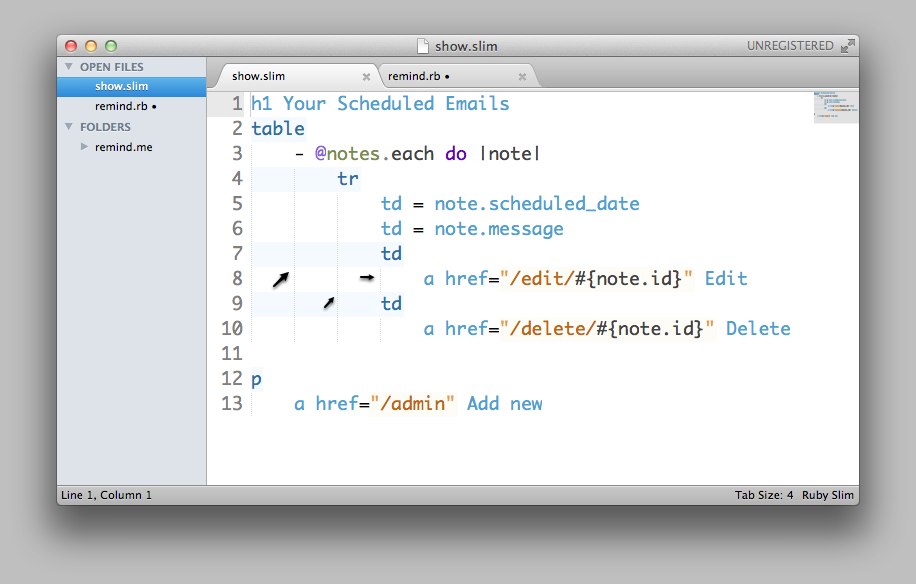 show.slim
UNREGISTERED
OPEN FILES
show.slim
remind.rb •
FOLDERS
remind.me
show.slim
remind.rb •
1 h1 Your Scheduled Emails
2 table
3     - @notes.each do |note|
4         tr
5             td = note.scheduled_date
6             td = note.message
7             td
8                 a href="/edit/#{note.id}" Edit
9             td
10                 a href="/delete/#{note.id}" Delete
11
12 p
13     a href="/admin" Add new
Line 1, Column 1
Tab Size: 4 Ruby Slim